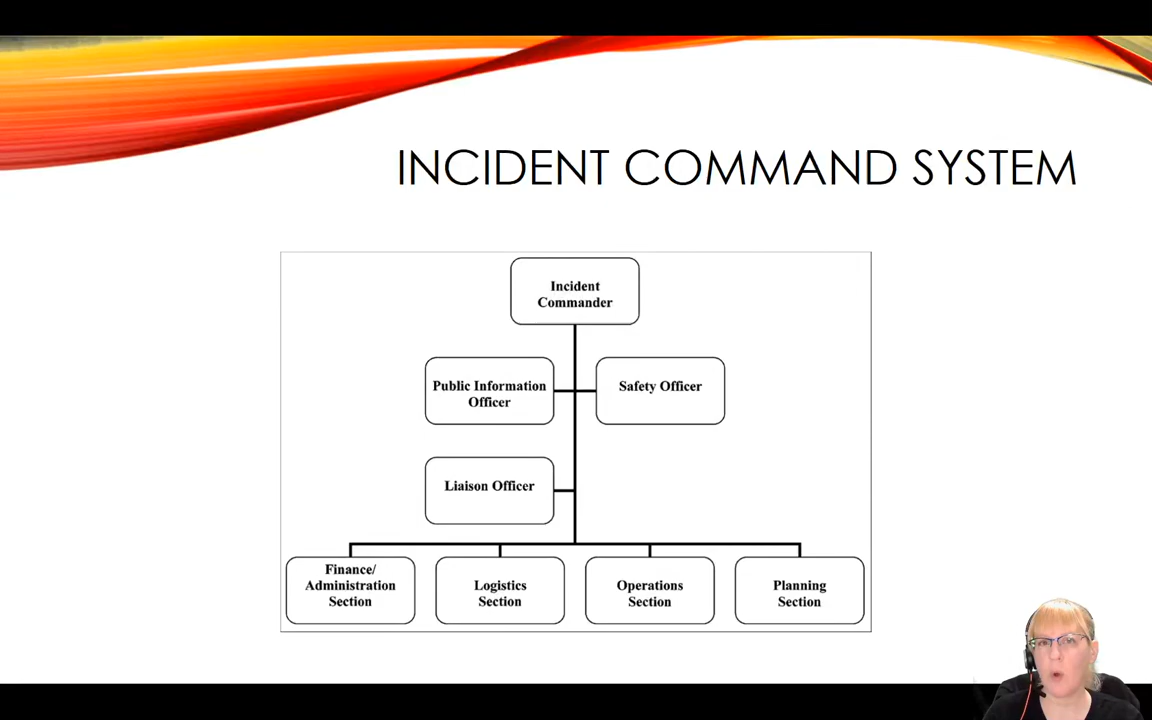 INCIDENT COMMAND SYSTEM
Incident
Commander
Public Information
Officer
Safety Officer
Liaison Officer
Finance/
Administration
Section
Logistics
Section
Operations
Section
Planning
Section